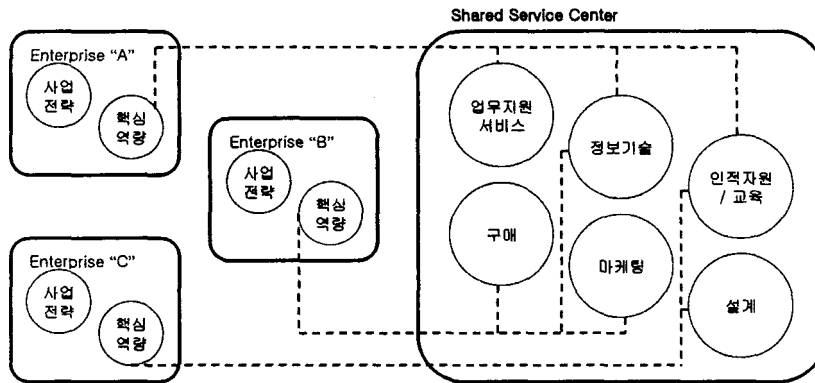 Shared Service Center
Enterprise "A"
사업
전략
핵심
역량
Enterprise "B"
사업
전략
핵심
역량
Enterprise "C"
사업
전략
핵심
역량
업무지원
서비스
정보기술
인적자원
/ 교육
구매
마케팅
설계